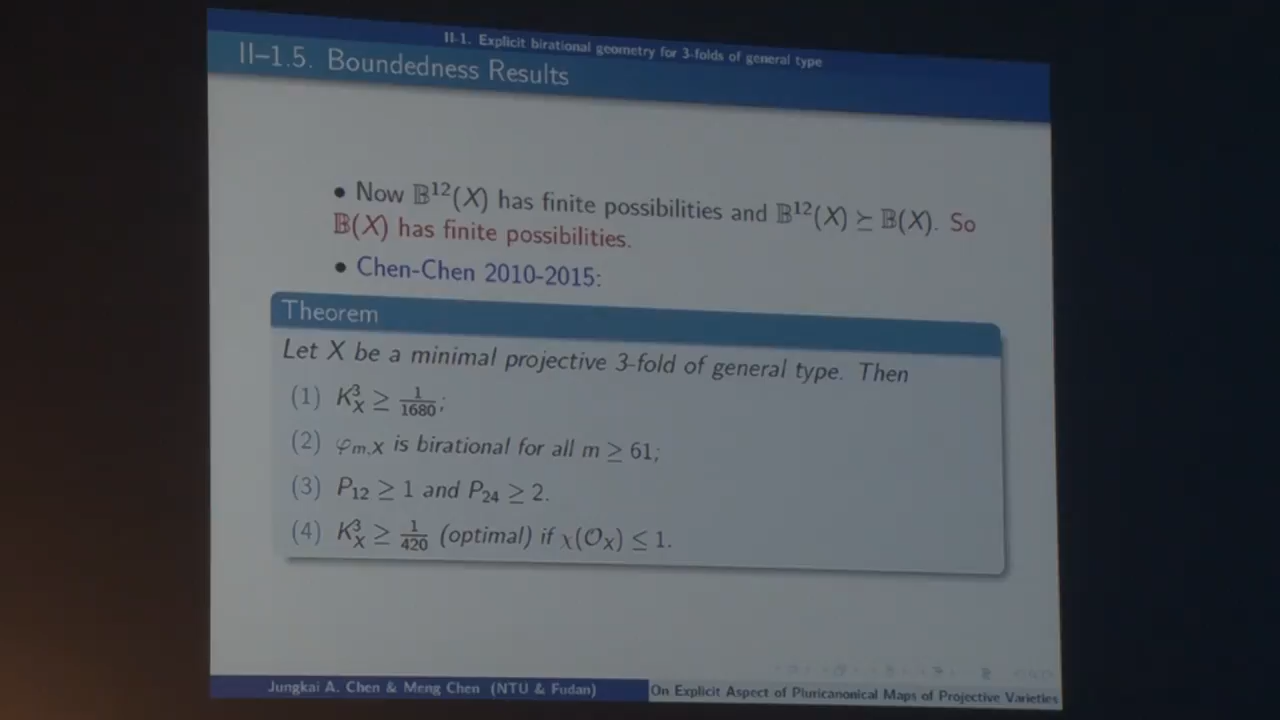 II-1. Explicit birational geometry for 3-folds of general type
II–1.5. Boundedness Results
• Now 𝔹¹²(X) has finite possibilities and 𝔹¹²(X) ⪰ 𝔹(X). So
𝔹(X) has finite possibilities.
• Chen-Chen 2010-2015:
Theorem
Let X be a minimal projective 3-fold of general type. Then
(1) K³_X ≥ 1/1680;
(2) φ_{m,X} is birational for all m ≥ 61;
(3) P₁₂ ≥ 1 and P₂₄ ≥ 2.
(4) K³_X ≥ 1/420 (optimal) if χ(𝒪_X) ≤ 1.
Jungkai A. Chen & Meng Chen (NTU & Fudan)
On Explicit Aspect of Pluricanonical Maps of Projective Varieties